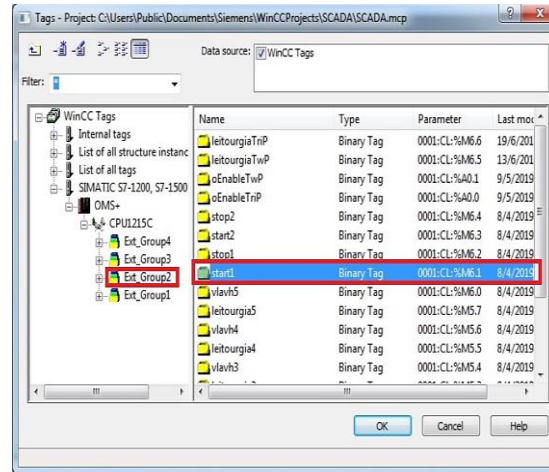 Tags - Project: C:\Users\Public\Documents\Siemens\WinCCProjects\SCADA\SCADA.mcp
Data source: WinCC Tags
Filter: *
WinCC Tags
Internal tags
List of all structure instanc
List of all tags
SIMATIC S7-1200, S7-1500
OMS+
CPU1215C
Ext_Group4
Ext_Group3
Ext_Group2
Ext_Group1
Name Type Parameter Last moc
leitourgiaTriP Binary Tag 0001:CL:%M6.6 19/6/201
leitourgiaTwP Binary Tag 0001:CL:%M6.5 13/6/201
oEnableTwP Binary Tag 0001:CL:%A0.1 9/5/2019
oEnableTriP Binary Tag 0001:CL:%A0.0 9/5/2019
stop2 Binary Tag 0001:CL:%M6.4 8/4/2019
start2 Binary Tag 0001:CL:%M6.3 8/4/2019
stop1 Binary Tag 0001:CL:%M6.2 8/4/2019
start1 Binary Tag 0001:CL:%M6.1 8/4/2019
vlavh5 Binary Tag 0001:CL:%M6.0 8/4/2019
leitourgia5 Binary Tag 0001:CL:%M5.7 8/4/2019
vlavh4 Binary Tag 0001:CL:%M5.6 8/4/2019
leitourgia4 Binary Tag 0001:CL:%M5.5 8/4/2019
vlavh3 Binary Tag 0001:CL:%M5.4 8/4/2019
OK Cancel Help